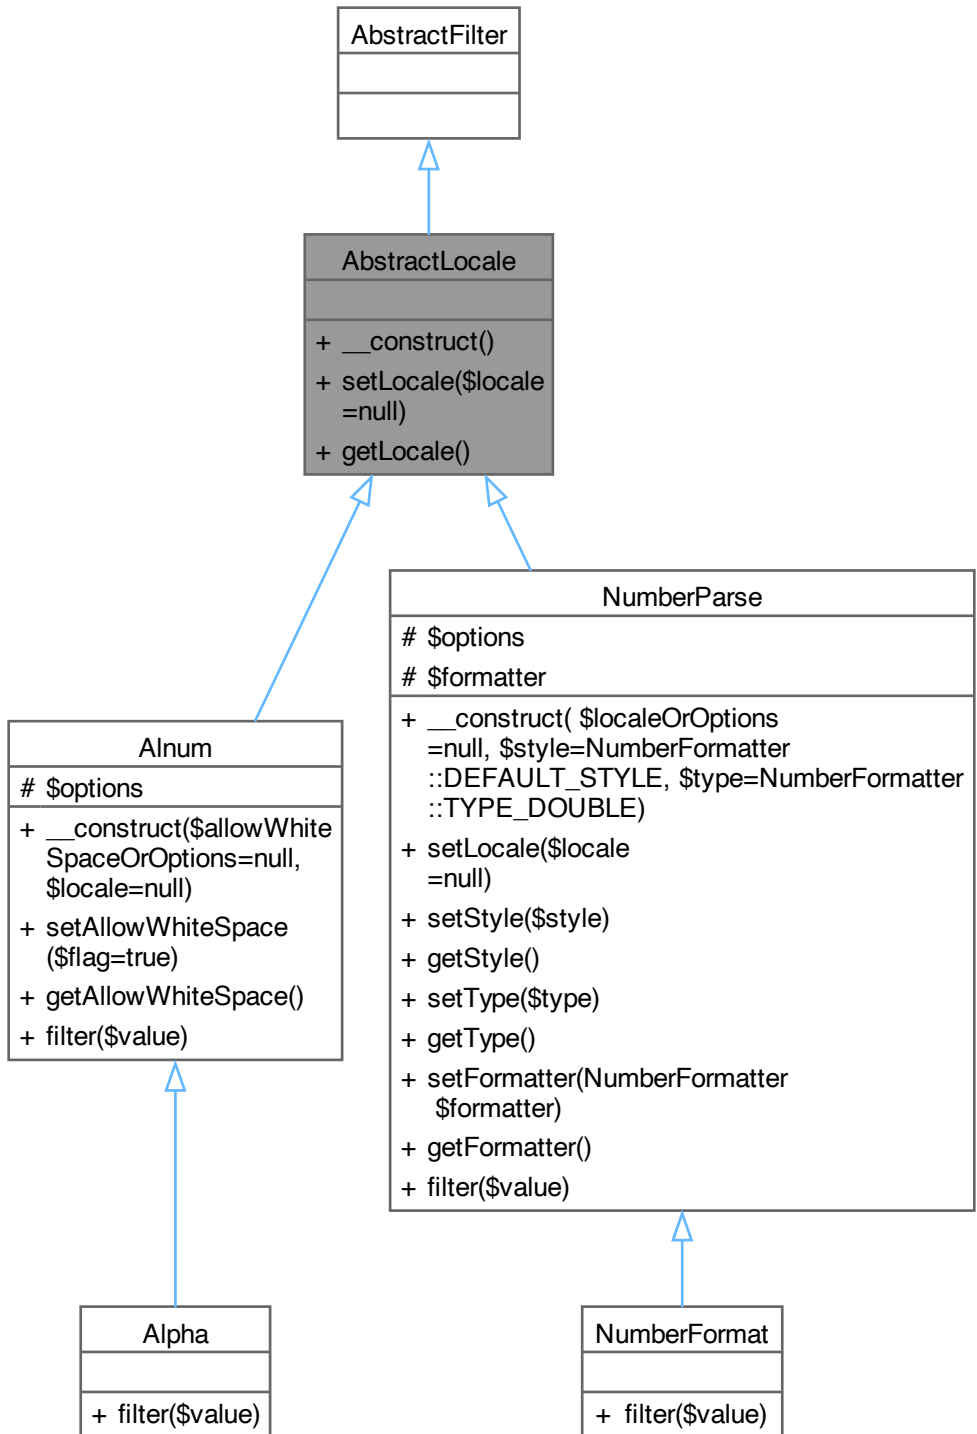 AbstractFilter
AbstractLocale
+ __construct()
+ setLocale($locale
=null)
+ getLocale()
NumberParse
# $options
# $formatter
+ __construct( $localeOrOptions
=null, $style=NumberFormatter
::DEFAULT_STYLE, $type=NumberFormatter
::TYPE_DOUBLE)
+ setLocale($locale
=null)
+ setStyle($style)
+ getStyle()
+ setType($type)
+ getType()
+ setFormatter(NumberFormatter
$formatter)
+ getFormatter()
+ filter($value)
Alnum
# $options
+ __construct($allowWhite
SpaceOrOptions=null,
$locale=null)
+ setAllowWhiteSpace
($flag=true)
+ getAllowWhiteSpace()
+ filter($value)
Alpha
+ filter($value)
NumberFormat
+ filter($value)